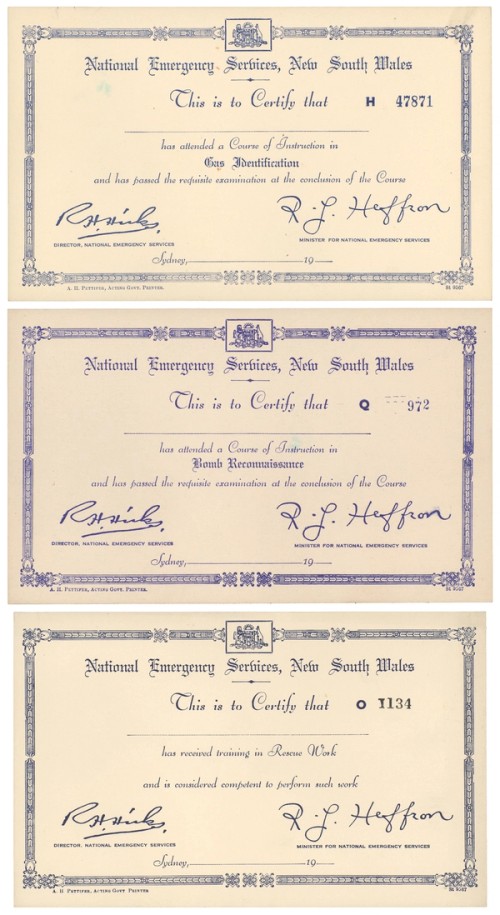 National Emergency Services, New South Wales
This is to Certify that H 47871
has attended a Course of Instruction in
Gas Identification
and has passed the requisite examination at the conclusion of the Course
R.H. Hicks. R.J. Heffron
DIRECTOR, NATIONAL EMERGENCY SERVICES MINISTER FOR NATIONAL EMERGENCY SERVICES
Sydney, 19
A. H. PETTIFER, ACTING GOVT. PRINTER.
National Emergency Services, New South Wales
This is to Certify that Q 972
has attended a Course of Instruction in
Bomb Reconnaissance
and has passed the requisite examination at the conclusion of the Course
R.H. Hicks. R.J. Heffron
DIRECTOR, NATIONAL EMERGENCY SERVICES MINISTER FOR NATIONAL EMERGENCY SERVICES
Sydney, 19
A. H. PETTIFER, ACTING GOVT. PRINTER.
National Emergency Services, New South Wales
This is to Certify that O 1134
has received training in Rescue Work
and is considered competent to perform such work
R.H. Hicks. R.J. Heffron
DIRECTOR, NATIONAL EMERGENCY SERVICES MINISTER FOR NATIONAL EMERGENCY SERVICES
Sydney, 19
A. H. PETTIFER, ACTING GOVT. PRINTER